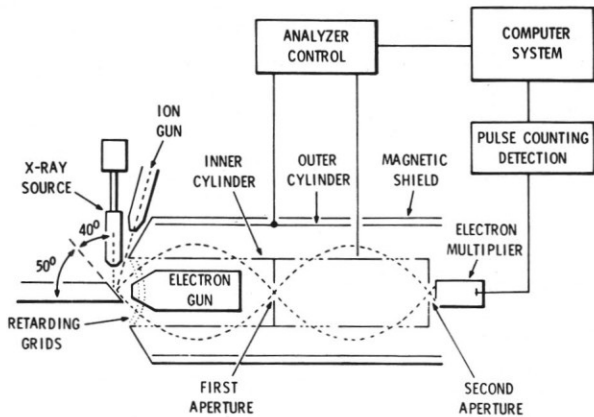 ANALYZER
CONTROL
COMPUTER
SYSTEM
ION
GUN
X-RAY
SOURCE
INNER
CYLINDER
OUTER
CYLINDER
MAGNETIC
SHIELD
PULSE COUNTING
DETECTION
40°
50°
ELECTRON
GUN
ELECTRON
MULTIPLIER
RETARDING
GRIDS
FIRST
APERTURE
SECOND
APERTURE